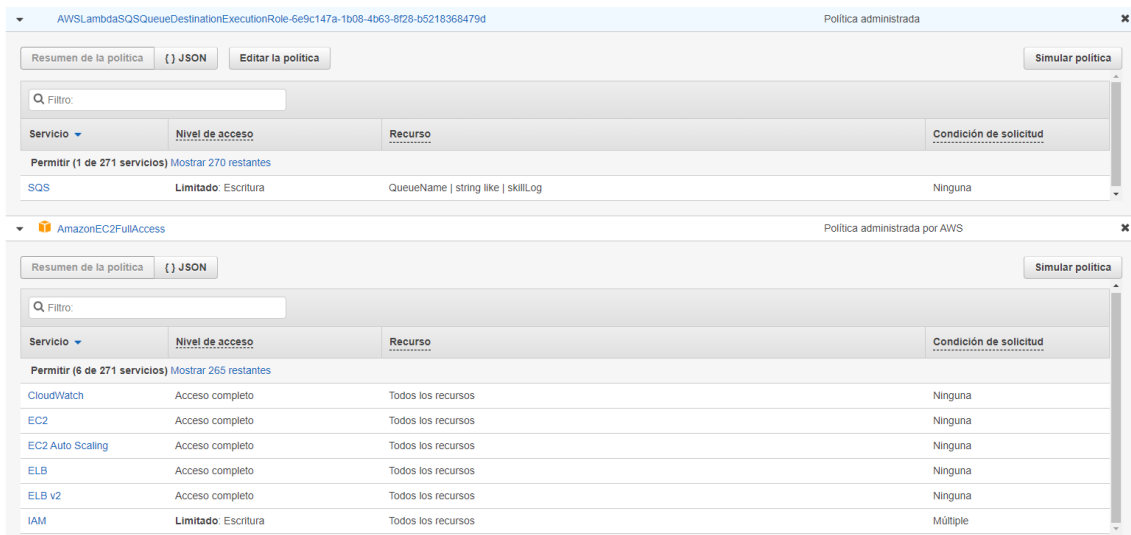 AWSLambdaSQSQueueDestinationExecutionRole-6e9c147a-1b08-4b63-8f28-b5218368479d Política administrada
Resumen de la política { } JSON Editar la política Simular política
Filtro:
Servicio Nivel de acceso Recurso Condición de solicitud
Permitir (1 de 271 servicios) Mostrar 270 restantes
SQS Limitado: Escritura QueueName | string like | skillLog Ninguna
AmazonEC2FullAccess Política administrada por AWS
Resumen de la política { } JSON Simular política
Filtro:
Servicio Nivel de acceso Recurso Condición de solicitud
Permitir (6 de 271 servicios) Mostrar 265 restantes
CloudWatch Acceso completo Todos los recursos Ninguna
EC2 Acceso completo Todos los recursos Ninguna
EC2 Auto Scaling Acceso completo Todos los recursos Ninguna
ELB Acceso completo Todos los recursos Ninguna
ELB v2 Acceso completo Todos los recursos Ninguna
IAM Limitado: Escritura Todos los recursos Múltiple